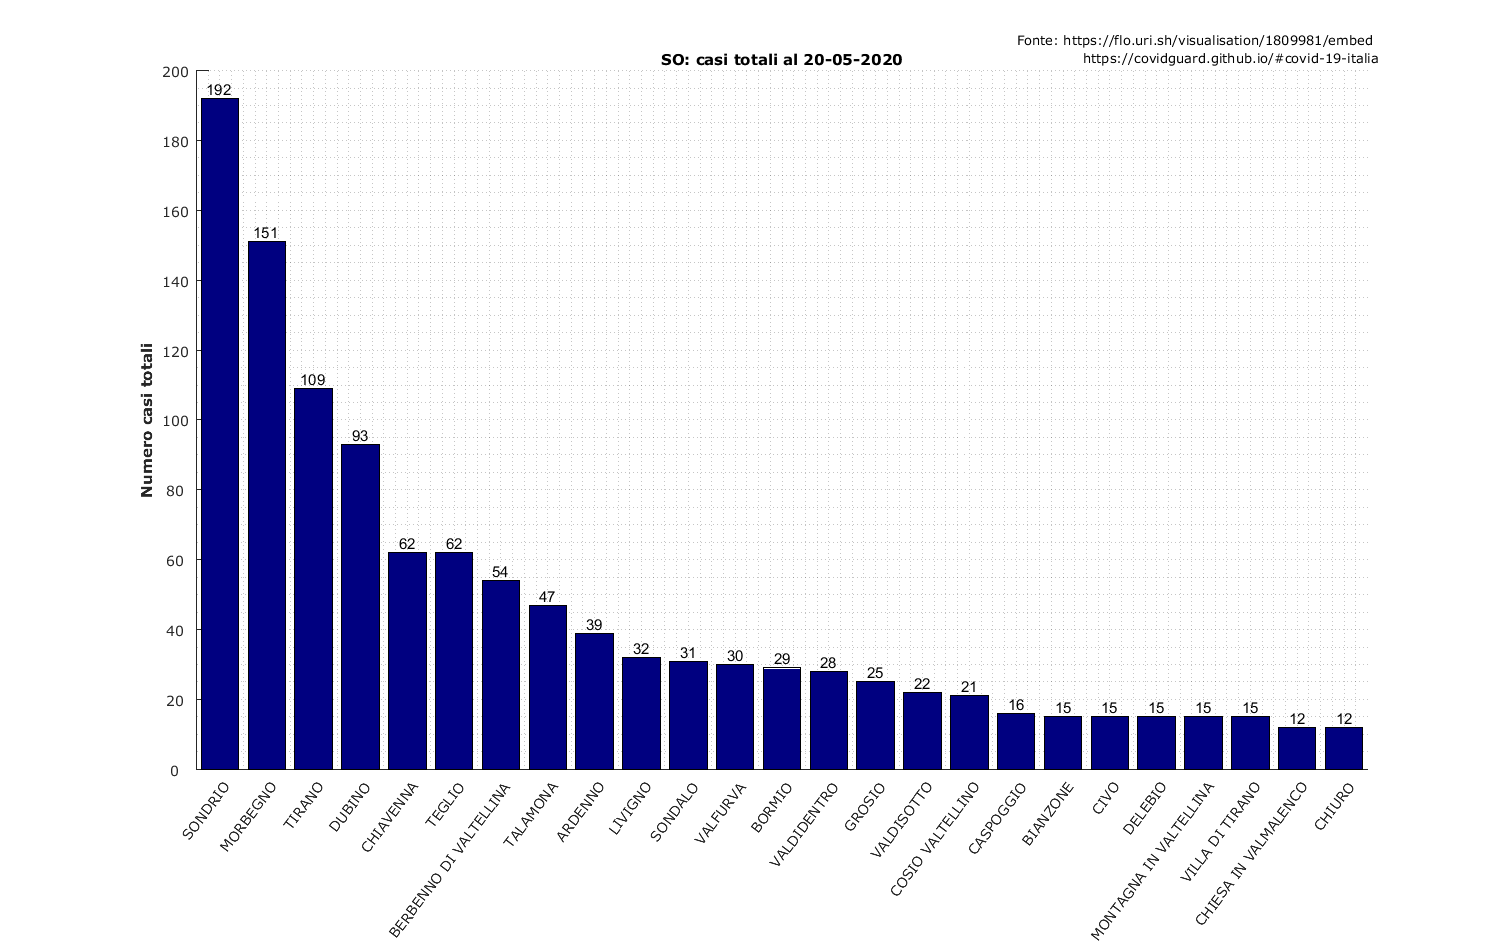 Fonte: https://flo.uri.sh/visualisation/1809981/embed
https://covidguard.github.io/#covid-19-italia
SO: casi totali al 20-05-2020
Numero casi totali
200
180
160
140
120
100
80
60
40
20
0
192
151
109
93
62
62
54
47
39
32
31
30
29
28
25
22
21
16
15
15
15
15
15
12
12
SONDRIO
MORBEGNO
TIRANO
DUBINO
CHIAVENNA
TEGLIO
BERBENNO DI VALTELLINA
TALAMONA
ARDENNO
LIVIGNO
SONDALO
VALFURVA
BORMIO
VALDIDENTRO
GROSIO
VALDISOTTO
COSIO VALTELLINO
CASPOGGIO
BIANZONE
CIVO
DELEBIO
MONTAGNA IN VALTELLINA
VILLA DI TIRANO
CHIESA IN VALMALENCO
CHIURO